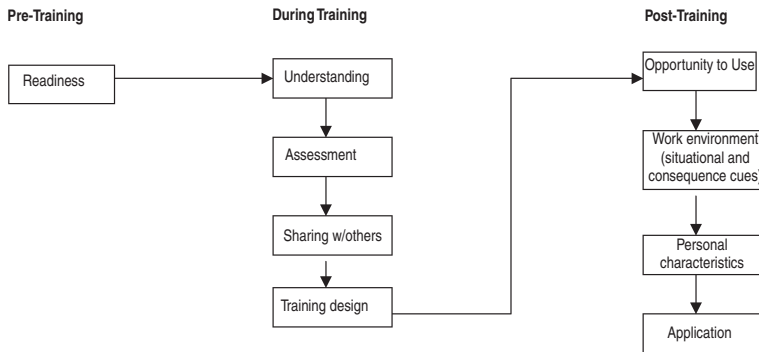 Pre-Training
During Training
Post-Training
Readiness
Understanding
Assessment
Sharing w/others
Training design
Opportunity to Use
Work environment
(situational and
consequence cues)
Personal
characteristics
Application